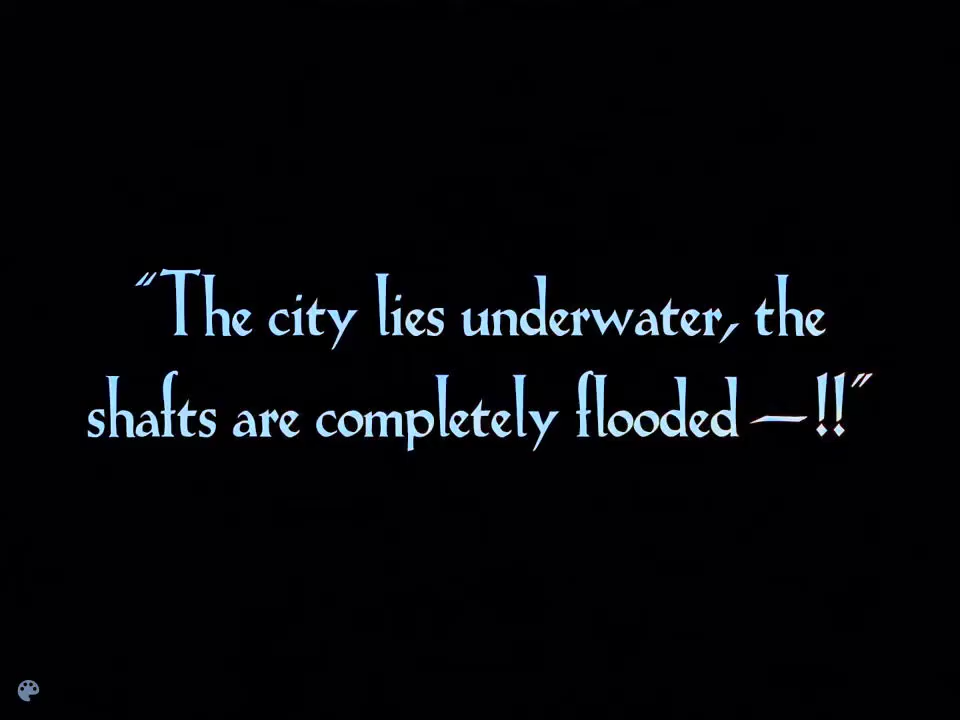 "The city lies underwater, the
shafts are completely flooded —!!"